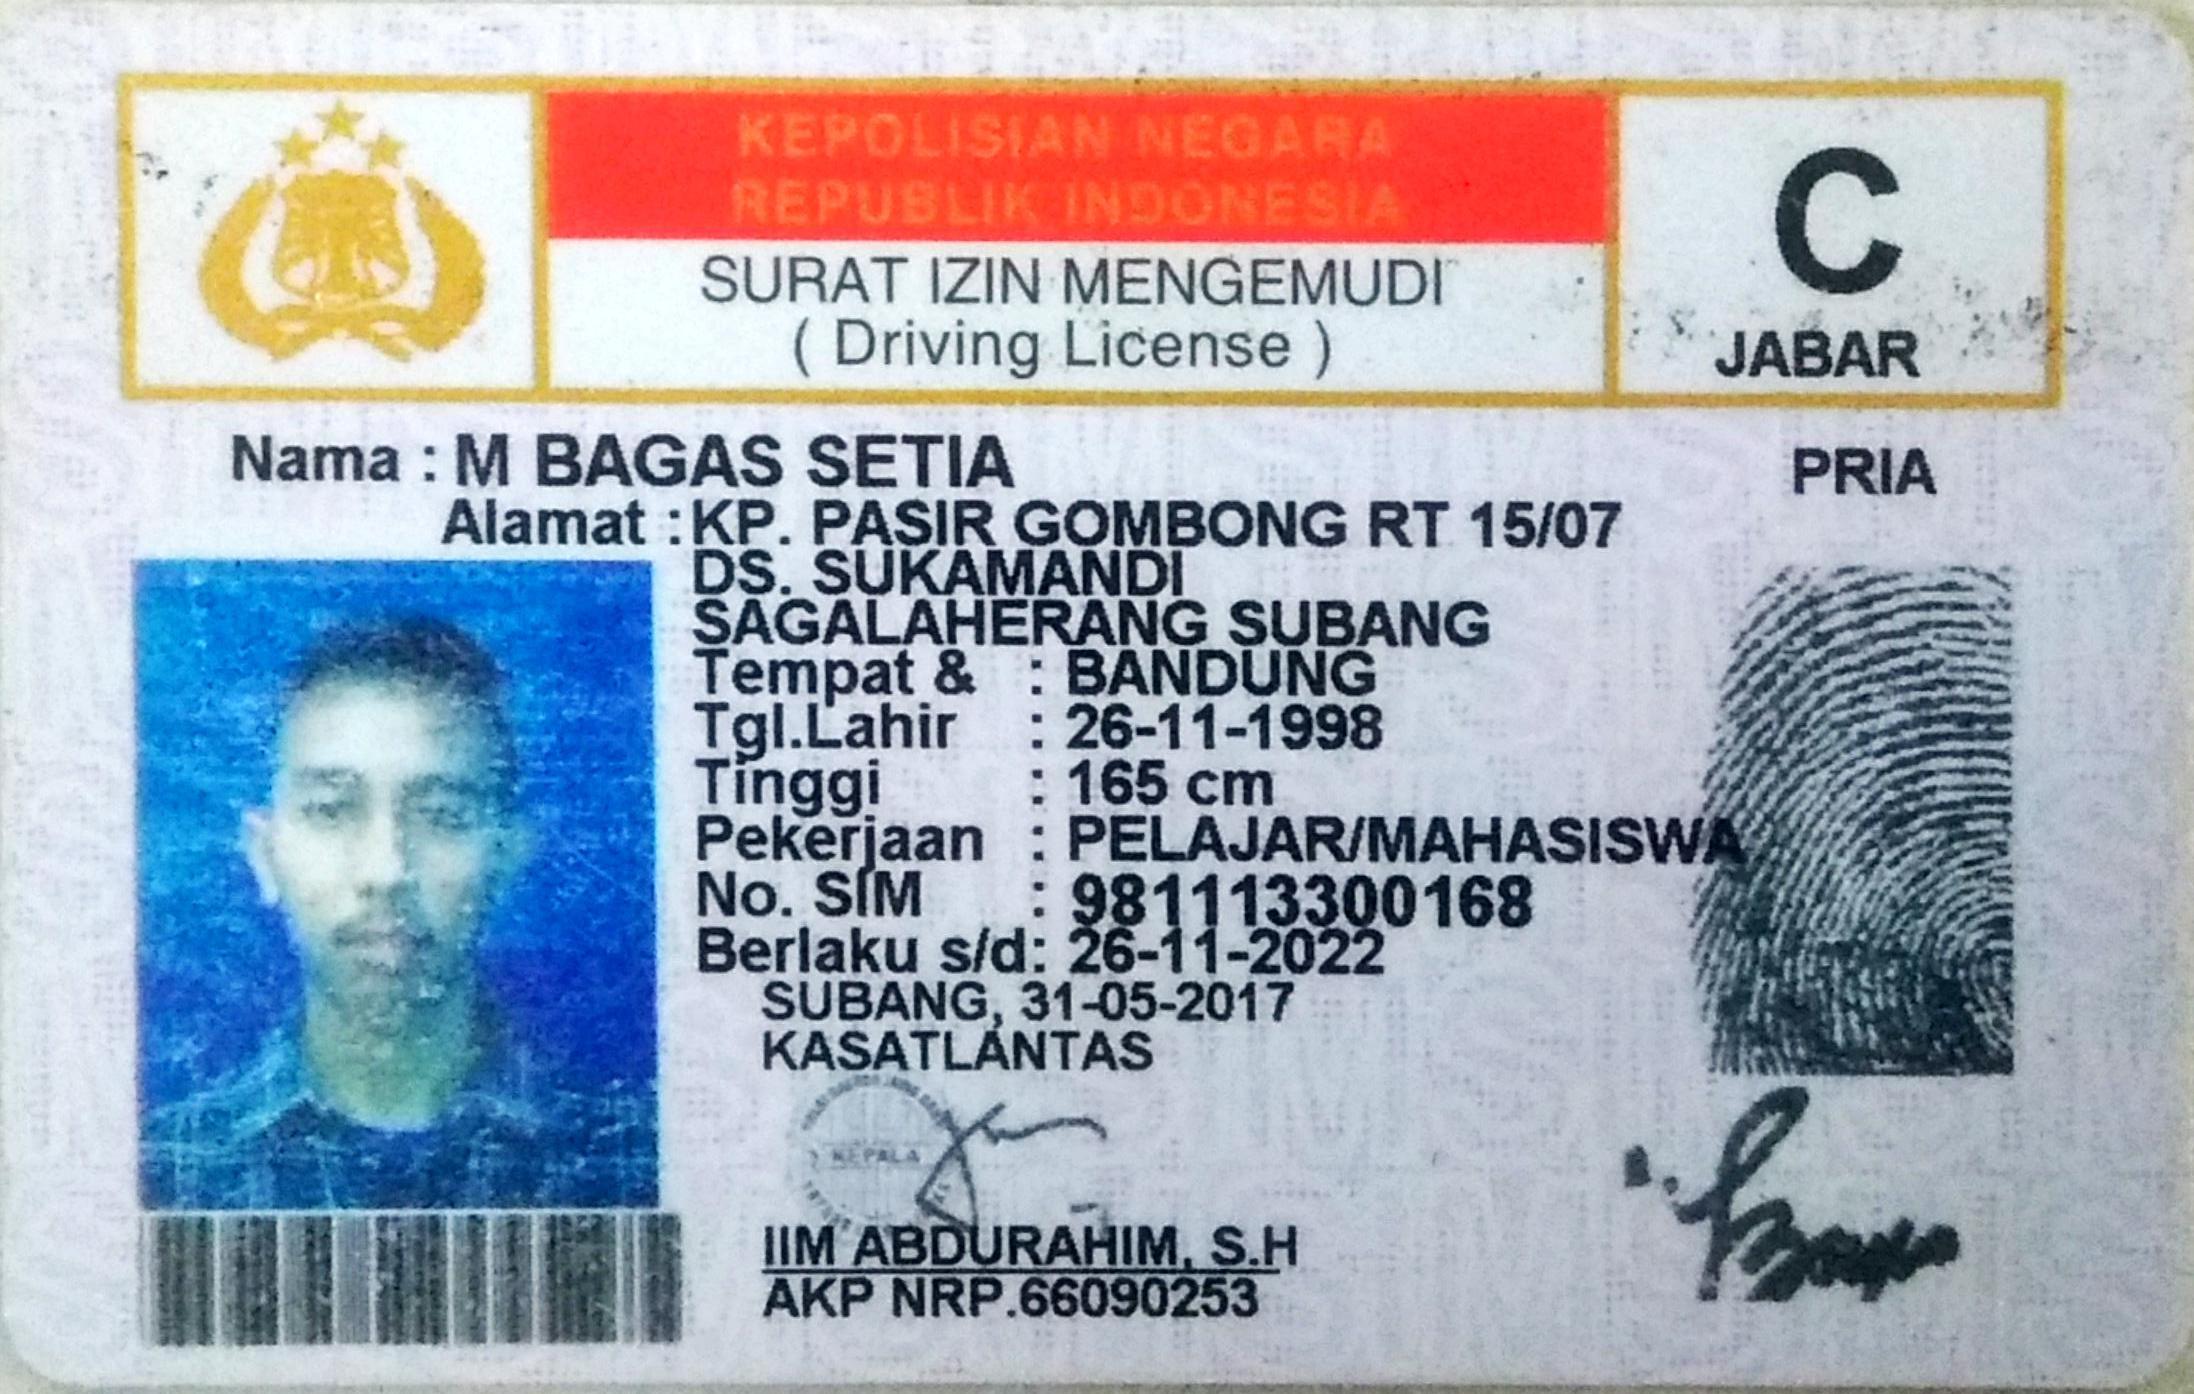 KEPOLISIAN NEGARA
REPUBLIK INDONESIA
SURAT IZIN MENGEMUDI
( Driving License )
C
JABAR
Nama : M BAGAS SETIA
PRIA
Alamat : KP. PASIR GOMBONG RT 15/07
DS. SUKAMANDI
SAGALAHERANG SUBANG
Tempat & : BANDUNG
Tgl.Lahir : 26-11-1998
Tinggi : 165 cm
Pekerjaan : PELAJAR/MAHASISWA
No. SIM : 981113300168
Berlaku s/d: 26-11-2022
SUBANG, 31-05-2017
KASATLANTAS
KEPALA
IIM ABDURAHIM, S.H
AKP NRP.66090253